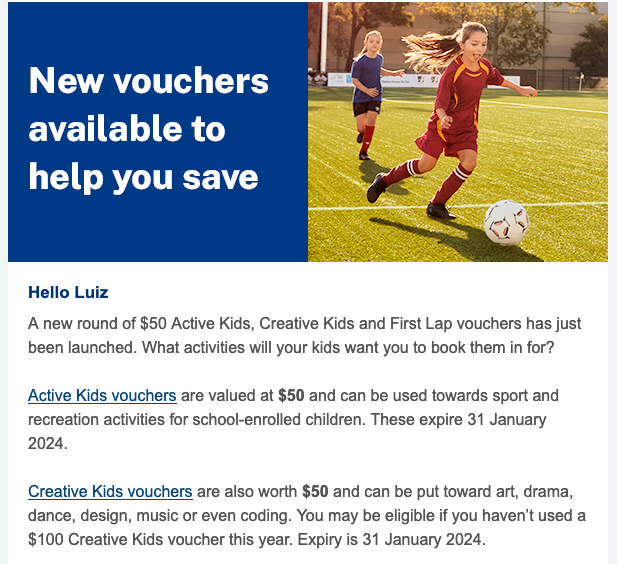 New vouchers
available to
help you save
Hello Luiz
A new round of $50 Active Kids, Creative Kids and First Lap vouchers has just
been launched. What activities will your kids want you to book them in for?
Active Kids vouchers are valued at $50 and can be used towards sport and
recreation activities for school-enrolled children. These expire 31 January
2024.
Creative Kids vouchers are also worth $50 and can be put toward art, drama,
dance, design, music or even coding. You may be eligible if you haven’t used a
$100 Creative Kids voucher this year. Expiry is 31 January 2024.